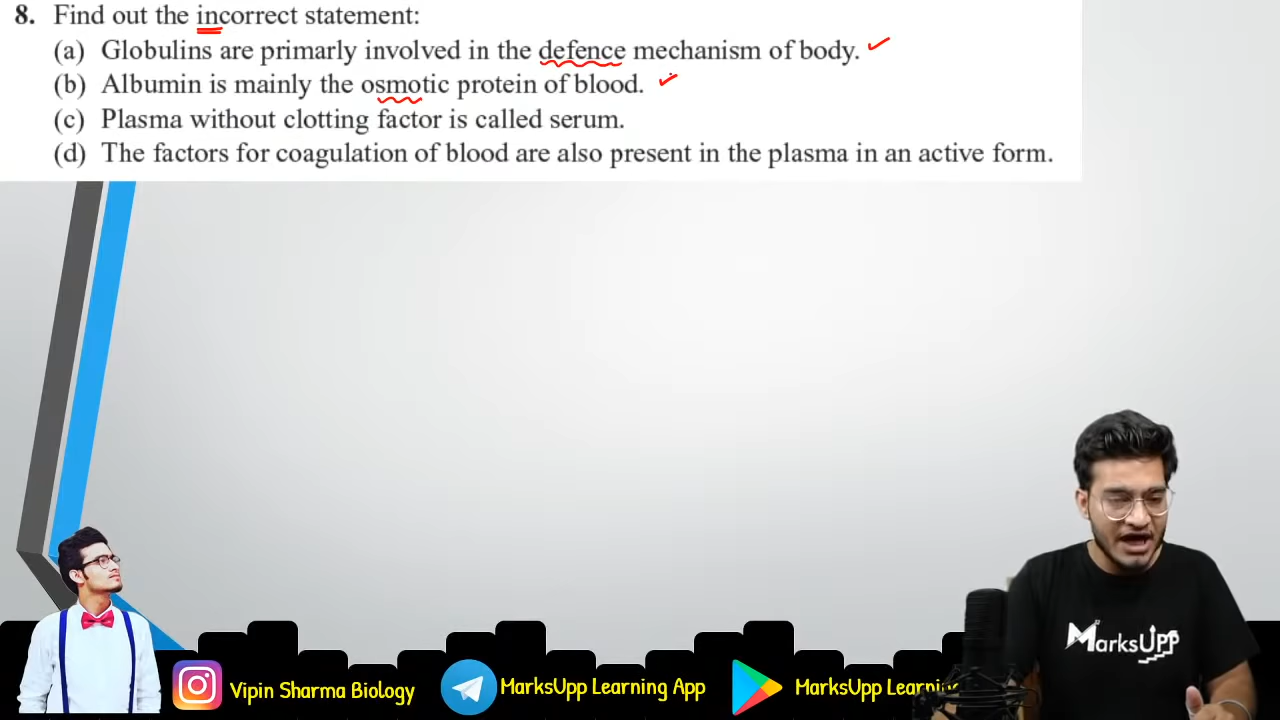 8. Find out the incorrect statement:
(a) Globulins are primarly involved in the defence mechanism of body.
(b) Albumin is mainly the osmotic protein of blood.
(c) Plasma without clotting factor is called serum.
(d) The factors for coagulation of blood are also present in the plasma in an active form.
MarksUpp
Vipin Sharma Biology
MarksUpp Learning App
MarksUpp Learnin